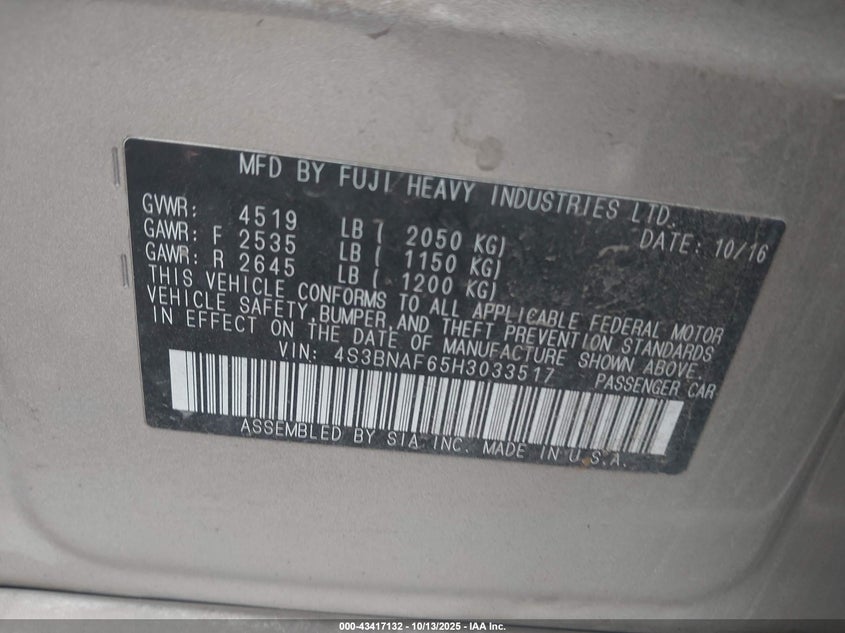 MFD BY FUJI HEAVY INDUSTRIES LTD.
GVWR: 4519 LB ( 2050 KG) DATE: 10/16
GAWR: F 2535 LB ( 1150 KG)
GAWR: R 2645 LB ( 1200 KG)
THIS VEHICLE CONFORMS TO ALL APPLICABLE FEDERAL MOTOR
VEHICLE SAFETY, BUMPER, AND THEFT PREVENTION STANDARDS
IN EFFECT ON THE DATE OF MANUFACTURE SHOWN ABOVE.
VIN: 4S3BNAF65H3033517 PASSENGER CAR
ASSEMBLED BY SIA INC. MADE IN U.S.A.
000-43417132 - 10/13/2025 - IAA Inc.